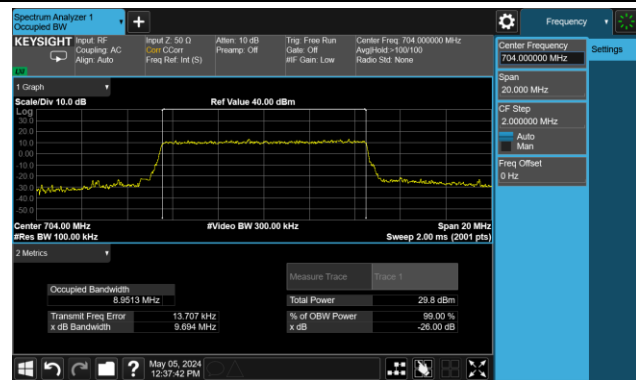 Spectrum Analyzer 1
Occupied BW
Frequency
KEYSIGHT
Input: RF
Coupling: AC
Align: Auto
Input Z: 50 Ω
Corr CCorr
Freq Ref: Int (S)
Atten: 10 dB
Preamp: Off
Trig: Free Run
Gate: Off
#IF Gain: Low
Center Freq: 704.000000 MHz
Avg|Hold:>100/100
Radio Std: None
Center Frequency
704.000000 MHz
Settings
Span
20.000 MHz
CF Step
2.000000 MHz
Auto
Man
Freq Offset
0 Hz
1 Graph
Scale/Div 10.0 dB
Ref Value 40.00 dBm
Log
30.0
20.0
10.0
0.00
-10.0
-20.0
-30.0
-40.0
-50.0
Center 704.00 MHz
#Video BW 300.00 kHz
Span 20 MHz
#Res BW 100.00 kHz
Sweep 2.00 ms (2001 pts)
2 Metrics
Measure Trace
Trace 1
Occupied Bandwidth
8.9513 MHz
Total Power
29.8 dBm
Transmit Freq Error
13.707 kHz
% of OBW Power
99.00 %
x dB Bandwidth
9.694 MHz
x dB
-26.00 dB
?
May 05, 2024
12:37:42 PM